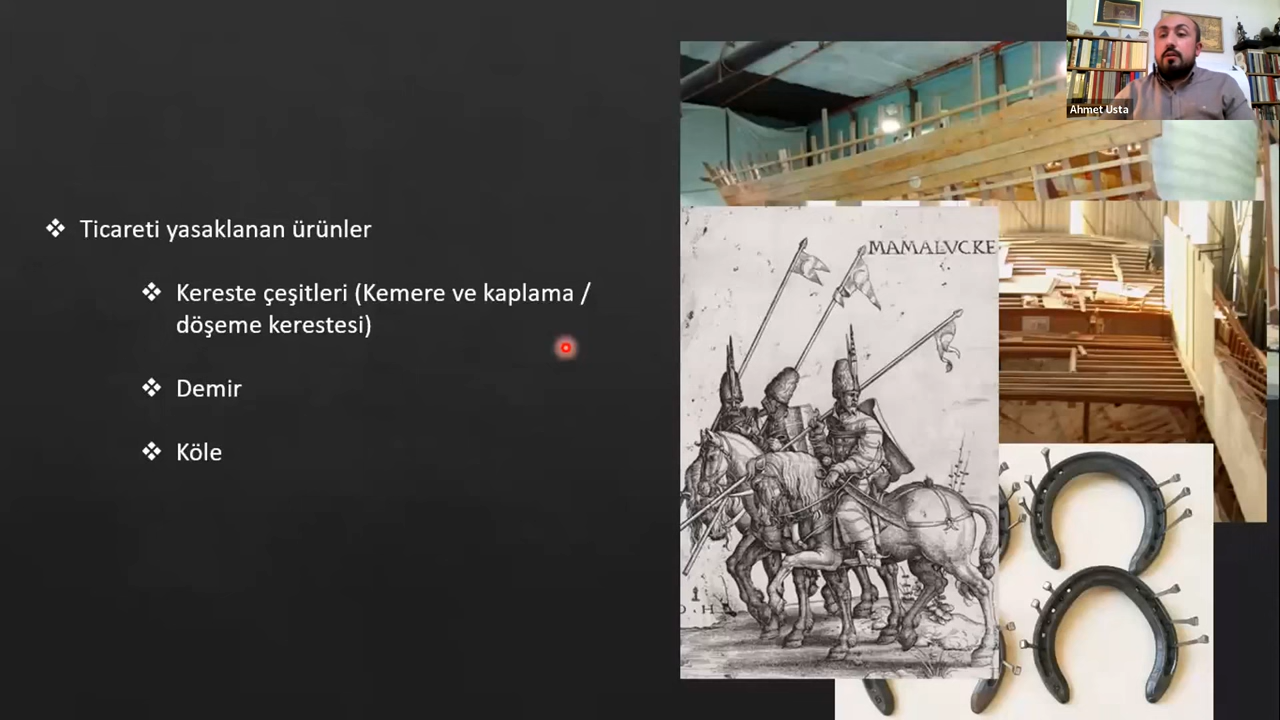 Ahmet Usta
Ticareti yasaklanan ürünler
Kereste çeşitleri (Kemere ve kaplama /
döşeme kerestesi)
Demir
Köle
MAMALVCKE